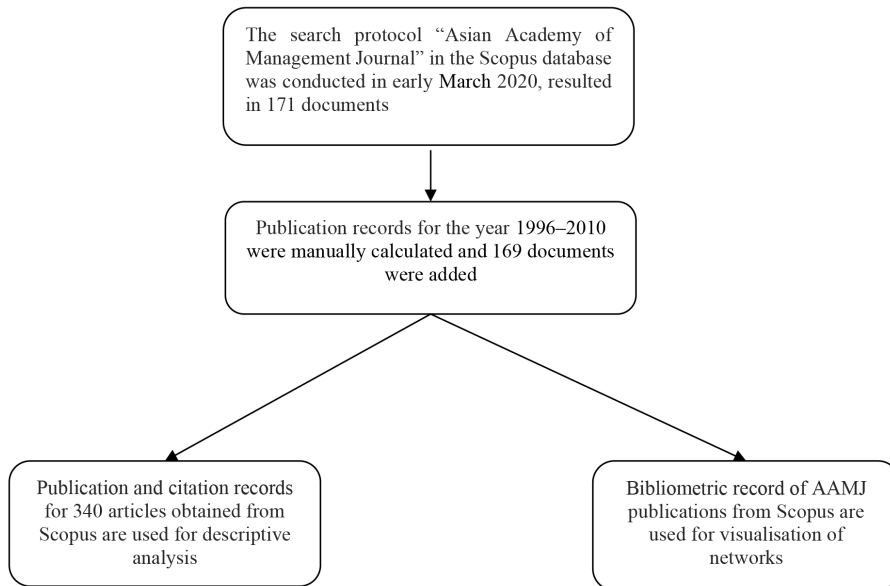 The search protocol “Asian Academy of
Management Journal” in the Scopus database
was conducted in early March 2020, resulted
in 171 documents
Publication records for the year 1996–2010
were manually calculated and 169 documents
were added
Publication and citation records
for 340 articles obtained from
Scopus are used for descriptive
analysis
Bibliometric record of AAMJ
publications from Scopus are
used for visualisation of
networks